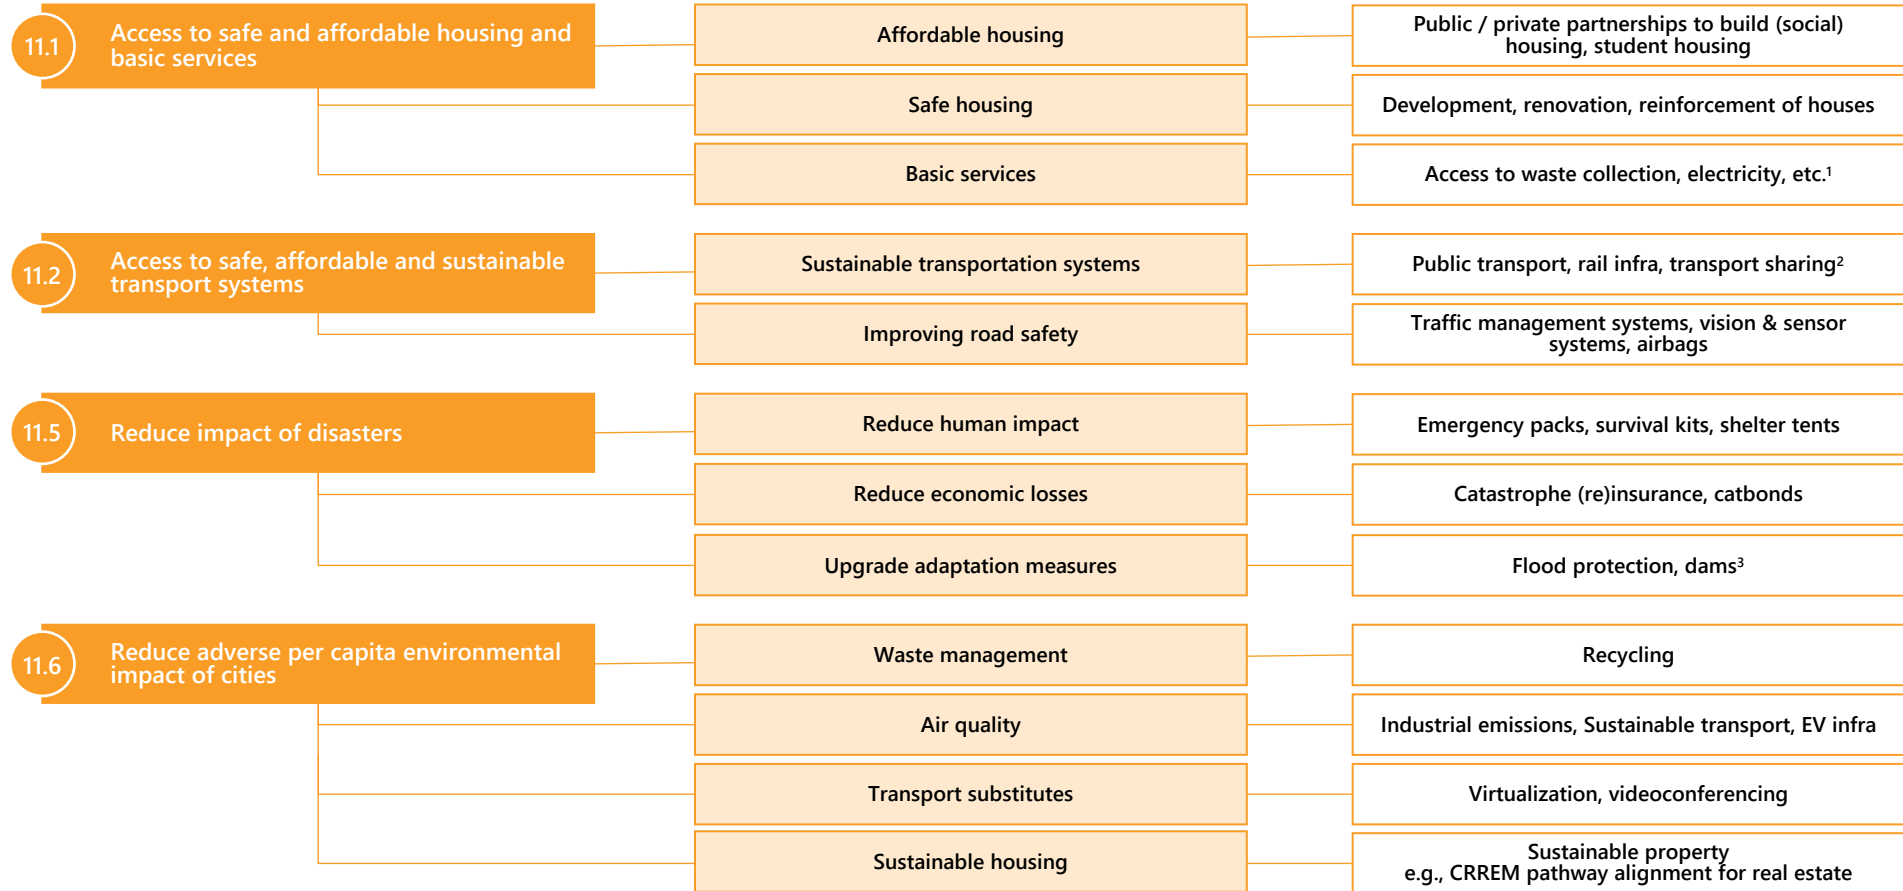 11.1
Access to safe and affordable housing and
basic services
Affordable housing
Public / private partnerships to build (social)
housing, student housing
Safe housing
Development, renovation, reinforcement of houses
Basic services
Access to waste collection, electricity, etc.¹
11.2
Access to safe, affordable and sustainable
transport systems
Sustainable transportation systems
Public transport, rail infra, transport sharing²
Improving road safety
Traffic management systems, vision & sensor
systems, airbags
11.5
Reduce impact of disasters
Reduce human impact
Emergency packs, survival kits, shelter tents
Reduce economic losses
Catastrophe (re)insurance, catbonds
Upgrade adaptation measures
Flood protection, dams³
11.6
Reduce adverse per capita environmental
impact of cities
Waste management
Recycling
Air quality
Industrial emissions, Sustainable transport, EV infra
Transport substitutes
Virtualization, videoconferencing
Sustainable housing
Sustainable property
e.g., CRREM pathway alignment for real estate